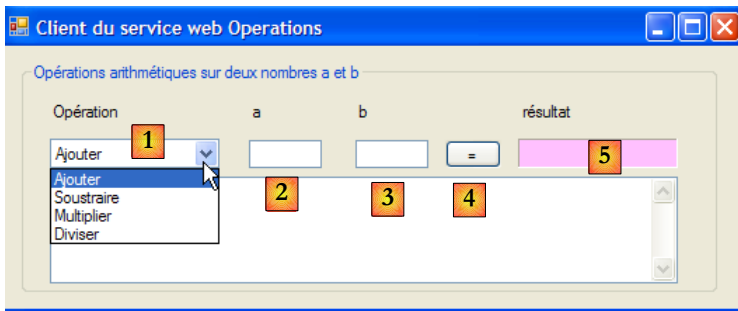 Client du service web Operations
Opérations arithmétiques sur deux nombres a et b
Opération a b résultat
1
Ajouter = 5
Ajouter
2 3 4
Soustraire
Multiplier
Diviser